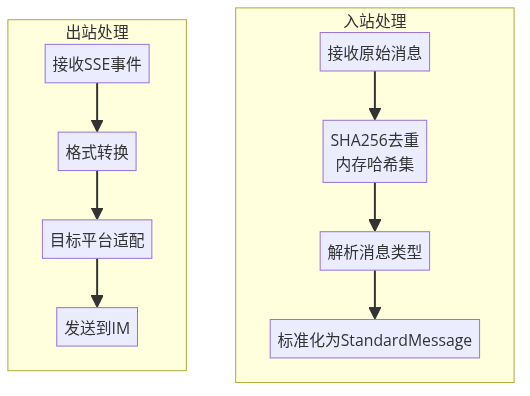 出站处理
接收SSE事件
格式转换
目标平台适配
发送到IM
入站处理
接收原始消息
SHA256去重
内存哈希集
解析消息类型
标准化为StandardMessage